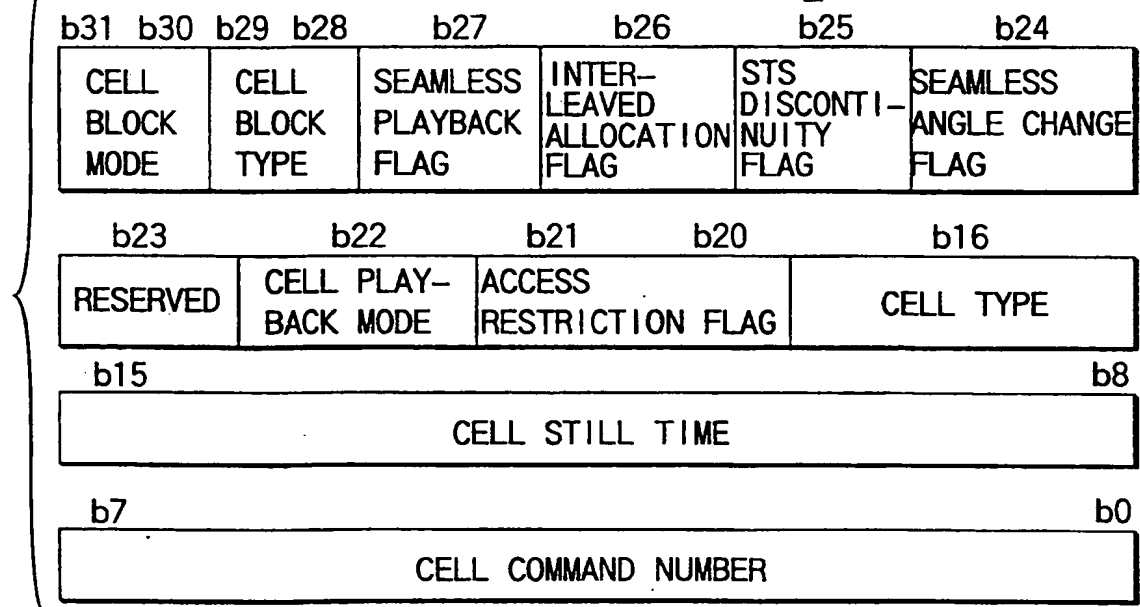 b31 b30 b29 b28 b27 b26 b25 b24
CELL BLOCK MODE
CELL BLOCK TYPE
SEAMLESS PLAYBACK FLAG
INTER-
LEAVED
ALLOCATION
FLAG
STS
DISCONTI-
NUITY
FLAG
SEAMLESS
ANGLE CHANGE
FLAG
b23 b22 b21 b20 b16
RESERVED
CELL PLAY-
BACK MODE
ACCESS
RESTRICTION FLAG
CELL TYPE
b15 b8
CELL STILL TIME
b7 b0
CELL COMMAND NUMBER